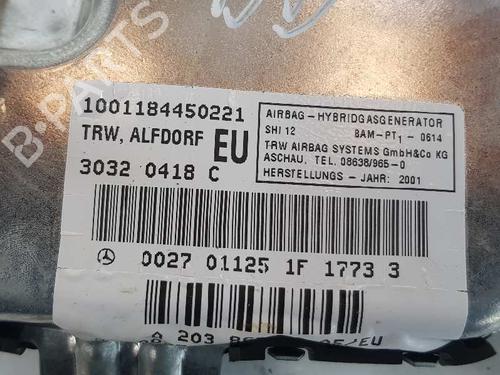 B-PARTS
1001184450221
TRW, ALFDORF EU
3032 0418 C
AIRBAG-HYBRIDGASGENERATOR
SHI 12 BAM-PT1-0614
TRW AIRBAG SYSTEMS GmbH&Co KG
ASCHAU, TEL. 08638/965-0
HERSTELLUNGS - JAHR: 2001
0027 01125 1F 1773 3
A 203